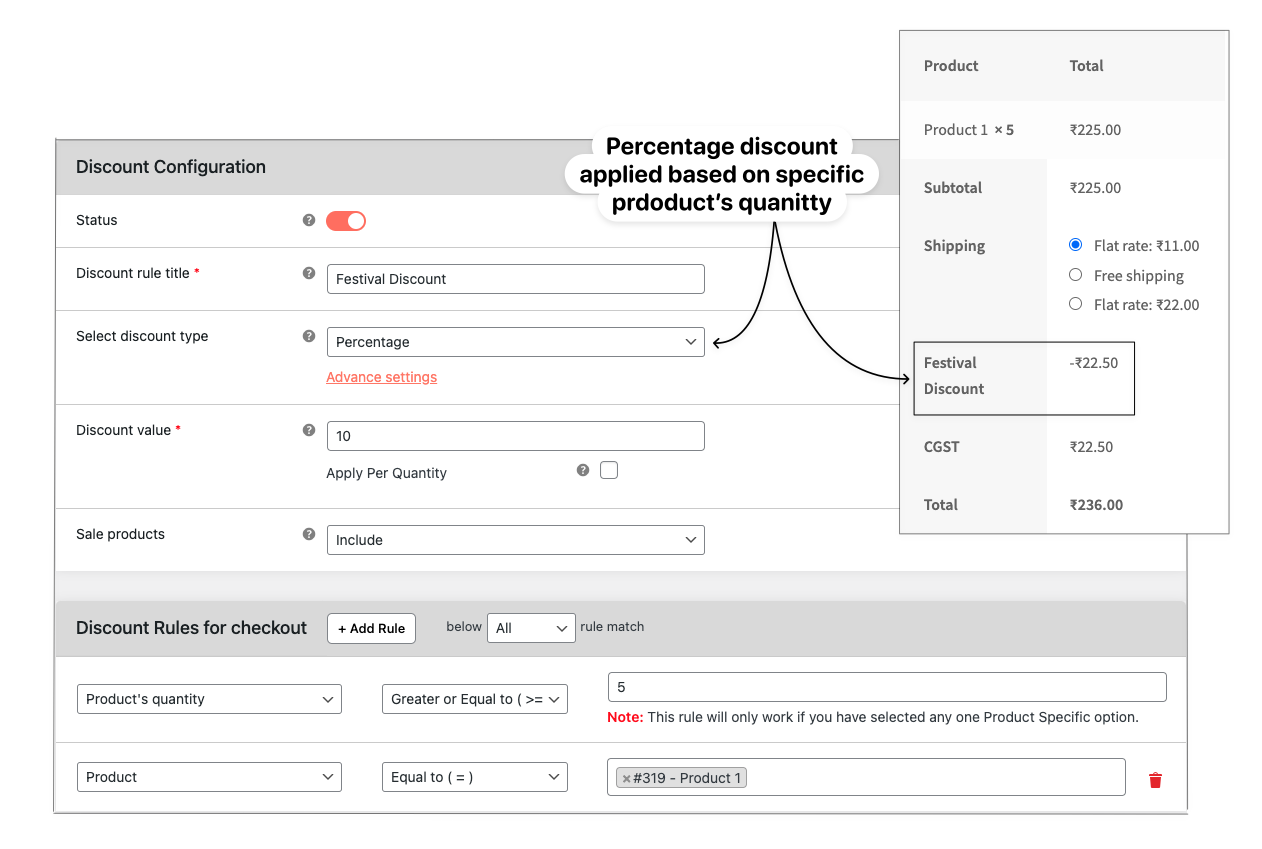 Product Total
Product 1 × 5 ₹225.00
Subtotal ₹225.00
Shipping
Flat rate: ₹11.00
Free shipping
Flat rate: ₹22.00
Festival
Discount
-₹22.50
CGST ₹22.50
Total ₹236.00
Percentage discount
applied based on specific
prdoduct's quanitty
Discount Configuration
Status ?
Discount rule title * ? Festival Discount
Select discount type ? Percentage
Advance settings
Discount value * ? 10
Apply Per Quantity ?
Sale products ? Include
Discount Rules for checkout + Add Rule below All rule match
Product's quantity Greater or Equal to ( >= 5
Note: This rule will only work if you have selected any one Product Specific option.
Product Equal to ( = ) ×#319 - Product 1